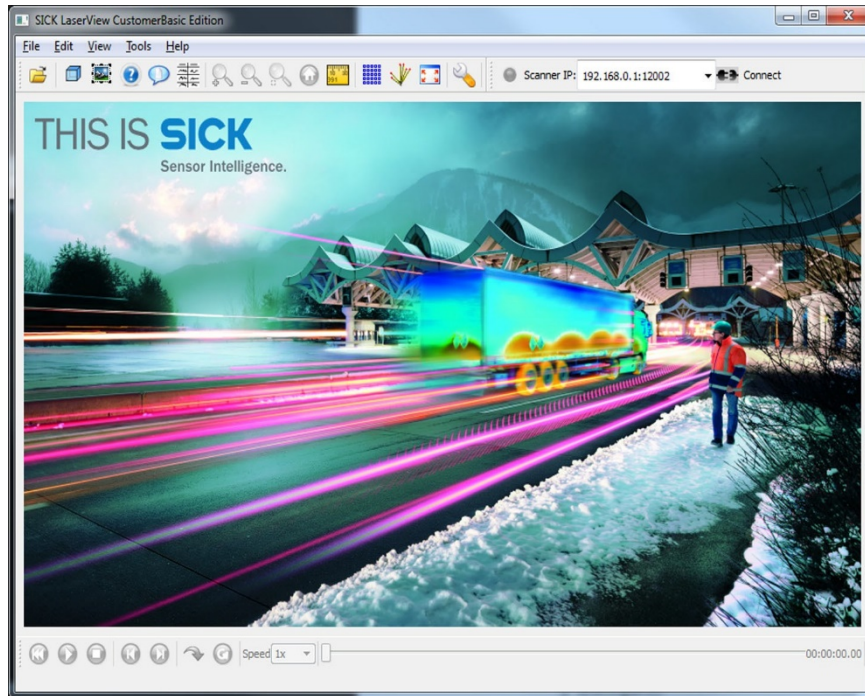 SICK LaserView CustomerBasic Edition
File Edit View Tools Help
Scanner IP: 192.168.0.1:12002 Connect
THIS IS SICK
Sensor Intelligence.
Speed 1x 00:00:00.00